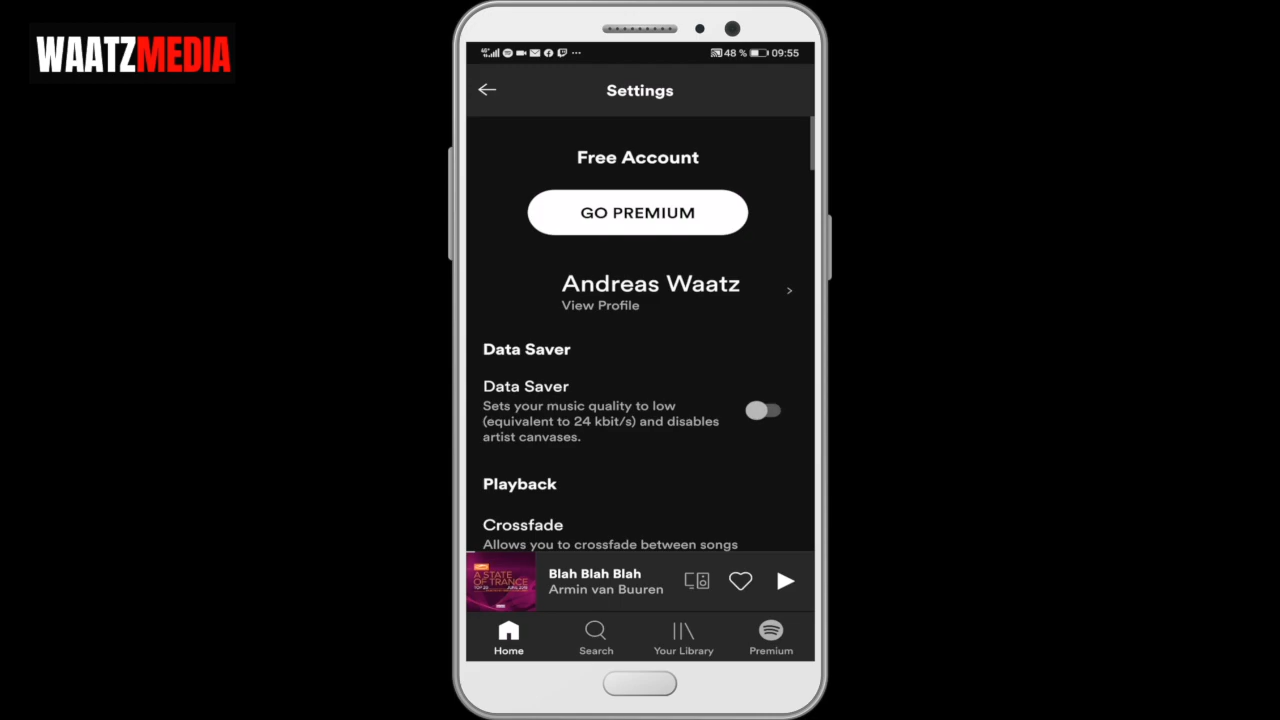 WAATZMEDIA
48 % 09:55
Settings
Free Account
GO PREMIUM
Andreas Waatz
View Profile
Data Saver
Data Saver
Sets your music quality to low
(equivalent to 24 kbit/s) and disables
artist canvases.
Playback
Crossfade
Allows you to crossfade between songs
A STATE
OF TRANCE
Blah Blah Blah
Armin van Buuren
Home
Search
Your Library
Premium